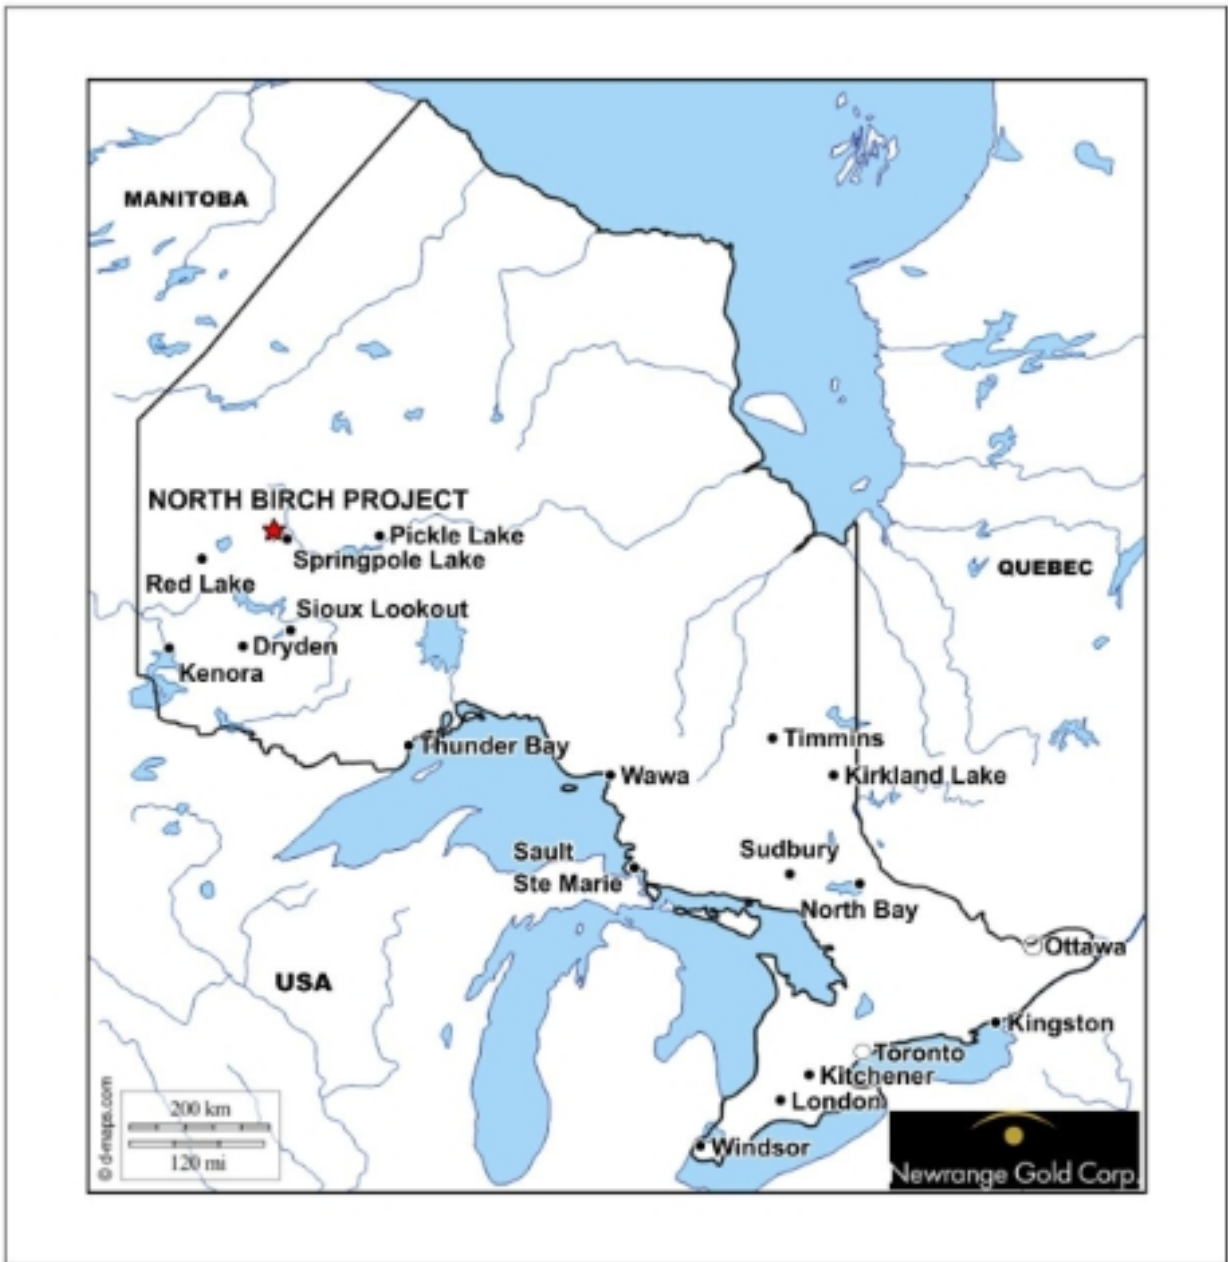 MANITOBA
NORTH BIRCH PROJECT
Pickle Lake
Springpole Lake
Red Lake
QUEBEC
Sioux Lookout
Dryden
Kenora
Thunder Bay
Timmins
Wawa
Kirkland Lake
Sudbury
Sault
Ste Marie
North Bay
Ottawa
USA
Kingston
Toronto
Kitchener
London
Windsor
© d-maps.com
200 km
120 mi
Newrange Gold Corp.